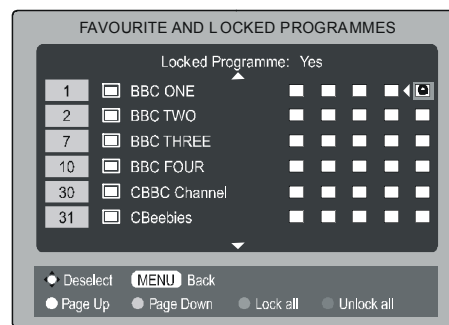 FAVOURITE AND LOCKED PROGRAMMES
Locked Programme: Yes
1 BBC ONE
2 BBC TWO
7 BBC THREE
10 BBC FOUR
30 CBBC Channel
31 CBeebies
Deselect MENU Back
Page Up Page Down Lock all Unlock all